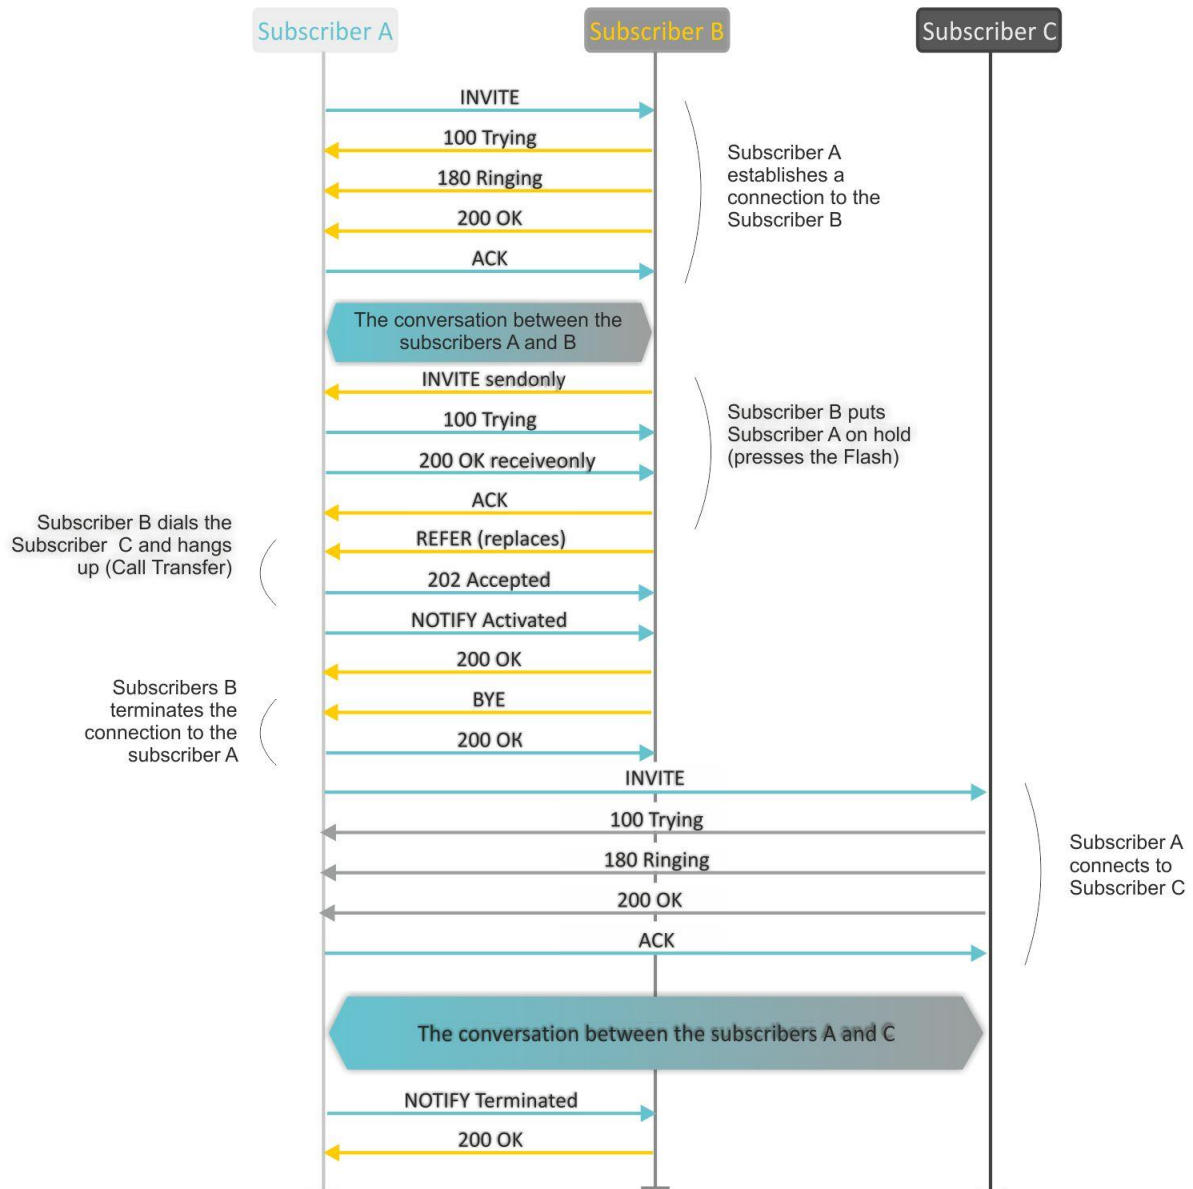 Subscriber A
Subscriber B
Subscriber C
INVITE
100 Trying
180 Ringing
200 OK
ACK
Subscriber A
establishes a
connection to the
Subscriber B
The conversation between the
subscribers A and B
INVITE sendonly
100 Trying
200 OK receiveonly
ACK
Subscriber B puts
Subscriber A on hold
(presses the Flash)
Subscriber B dials the
Subscriber C and hangs
up (Call Transfer)
REFER (replaces)
202 Accepted
NOTIFY Activated
200 OK
BYE
200 OK
Subscribers B
terminates the
connection to the
subscriber A
INVITE
100 Trying
180 Ringing
200 OK
ACK
Subscriber A
connects to
Subscriber C
The conversation between the subscribers A and C
NOTIFY Terminated
200 OK